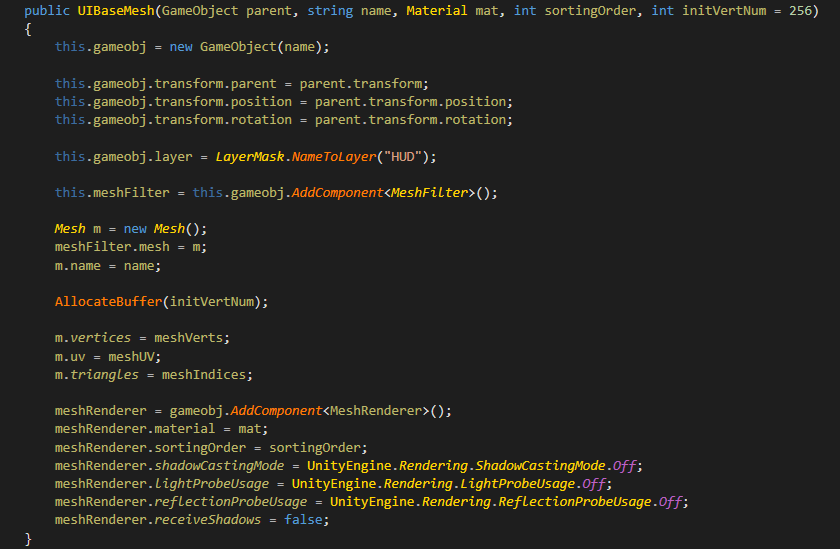 public UIBaseMesh(GameObject parent, string name, Material mat, int sortingOrder, int initVertNum = 256)
{
this.gameobj = new GameObject(name);
this.gameobj.transform.parent = parent.transform;
this.gameobj.transform.position = parent.transform.position;
this.gameobj.transform.rotation = parent.transform.rotation;
this.gameobj.layer = LayerMask.NameToLayer("HUD");
this.meshFilter = this.gameobj.AddComponent<MeshFilter>();
Mesh m = new Mesh();
meshFilter.mesh = m;
m.name = name;
AllocateBuffer(initVertNum);
m.vertices = meshVerts;
m.uv = meshUV;
m.triangles = meshIndices;
meshRenderer = gameobj.AddComponent<MeshRenderer>();
meshRenderer.material = mat;
meshRenderer.sortingOrder = sortingOrder;
meshRenderer.shadowCastingMode = UnityEngine.Rendering.ShadowCastingMode.Off;
meshRenderer.lightProbeUsage = UnityEngine.Rendering.LightProbeUsage.Off;
meshRenderer.reflectionProbeUsage = UnityEngine.Rendering.ReflectionProbeUsage.Off;
meshRenderer.receiveShadows = false;
}